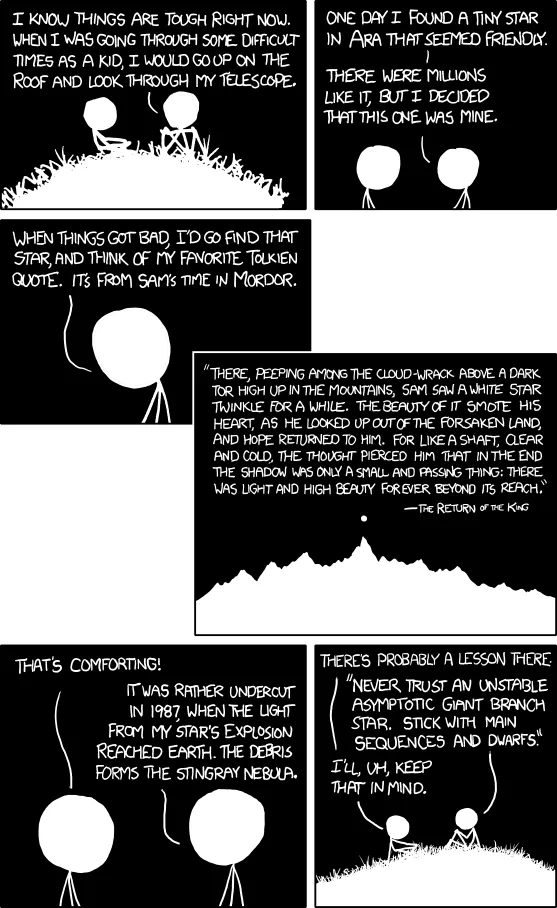 I KNOW THINGS ARE TOUGH RIGHT NOW.
WHEN I WAS GOING THROUGH SOME DIFFICULT
TIMES AS A KID, I WOULD GO UP ON THE
ROOF AND LOOK THROUGH MY TELESCOPE.
ONE DAY I FOUND A TINY STAR
IN ARA THAT SEEMED FRIENDLY.
THERE WERE MILLIONS
LIKE IT, BUT I DECIDED
THAT THIS ONE WAS MINE.
WHEN THINGS GOT BAD, I'D GO FIND THAT
STAR, AND THINK OF MY FAVORITE TOLKIEN
QUOTE. IT'S FROM SAM'S TIME IN MORDOR.
"THERE, PEEPING AMONG THE CLOUD-WRACK ABOVE A DARK
TOR HIGH UP IN THE MOUNTAINS, SAM SAW A WHITE STAR
TWINKLE FOR A WHILE. THE BEAUTY OF IT SMOTE HIS
HEART, AS HE LOOKED UP OUT OF THE FORSAKEN LAND,
AND HOPE RETURNED TO HIM. FOR LIKE A SHAFT, CLEAR
AND COLD, THE THOUGHT PIERCED HIM THAT IN THE END
THE SHADOW WAS ONLY A SMALL AND PASSING THING: THERE
WAS LIGHT AND HIGH BEAUTY FOREVER BEYOND ITS REACH."
—THE RETURN OF THE KING
THAT'S COMFORTING!
IT WAS RATHER UNDERCUT
IN 1987, WHEN THE LIGHT
FROM MY STAR'S EXPLOSION
REACHED EARTH. THE DEBRIS
FORMS THE STINGRAY NEBULA.
THERE'S PROBABLY A LESSON THERE.
"NEVER TRUST AN UNSTABLE
ASYMPTOTIC GIANT BRANCH
STAR. STICK WITH MAIN
SEQUENCES AND DWARFS."
I'LL, UH, KEEP
THAT IN MIND.